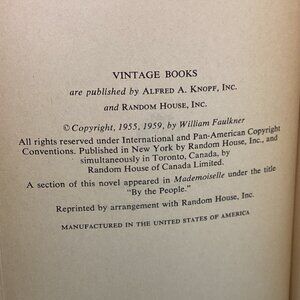 VINTAGE BOOKS
are published by ALFRED A. KNOPF, INC.
and RANDOM HOUSE, INC.
© Copyright, 1955, 1959, by William Faulkner
All rights reserved under International and Pan-American Copyright
Conventions. Published in New York by Random House, Inc., and
simultaneously in Toronto, Canada, by
Random House of Canada Limited.
A section of this novel appeared in Mademoiselle under the title
"By the People."
Reprinted by arrangement with Random House, Inc.
MANUFACTURED IN THE UNITED STATES OF AMERICA